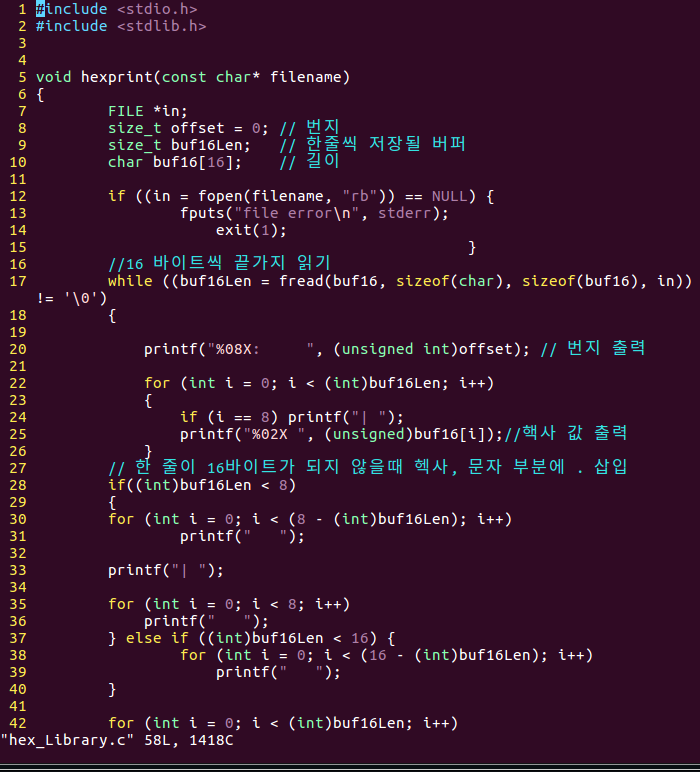 1 #include <stdio.h>
2 #include <stdlib.h>
3
4
5 void hexprint(const char* filename)
6 {
7         FILE *in;
8         size_t offset = 0; // 번지
9         size_t buf16Len;   // 한줄씩 저장될 버퍼
10         char buf16[16];    // 길이
11
12         if ((in = fopen(filename, "rb")) == NULL) {
13                 fputs("file error\n", stderr);
14                     exit(1);
15                                                 }
16         //16 바이트씩 끝가지 읽기
17         while ((buf16Len = fread(buf16, sizeof(char), sizeof(buf16), in))
!= '\0')
18         {
19
20             printf("%08X:     ", (unsigned int)offset); // 번지 출력
21
22             for (int i = 0; i < (int)buf16Len; i++)
23             {
24                 if (i == 8) printf("| ");
25                 printf("%02X ", (unsigned)buf16[i]);//핵사 값 출력
26             }
27         // 한 줄이 16바이트가 되지 않을때 헥사, 문자 부분에 . 삽입
28         if((int)buf16Len < 8)
29         {
30         for (int i = 0; i < (8 - (int)buf16Len); i++)
31                 printf("   ");
32
33         printf("| ");
34
35         for (int i = 0; i < 8; i++)
36             printf("   ");
37         } else if ((int)buf16Len < 16) {
38                 for (int i = 0; i < (16 - (int)buf16Len); i++)
39                     printf("   ");
40         }
41
42         for (int i = 0; i < (int)buf16Len; i++)
"hex_Library.c" 58L, 1418C